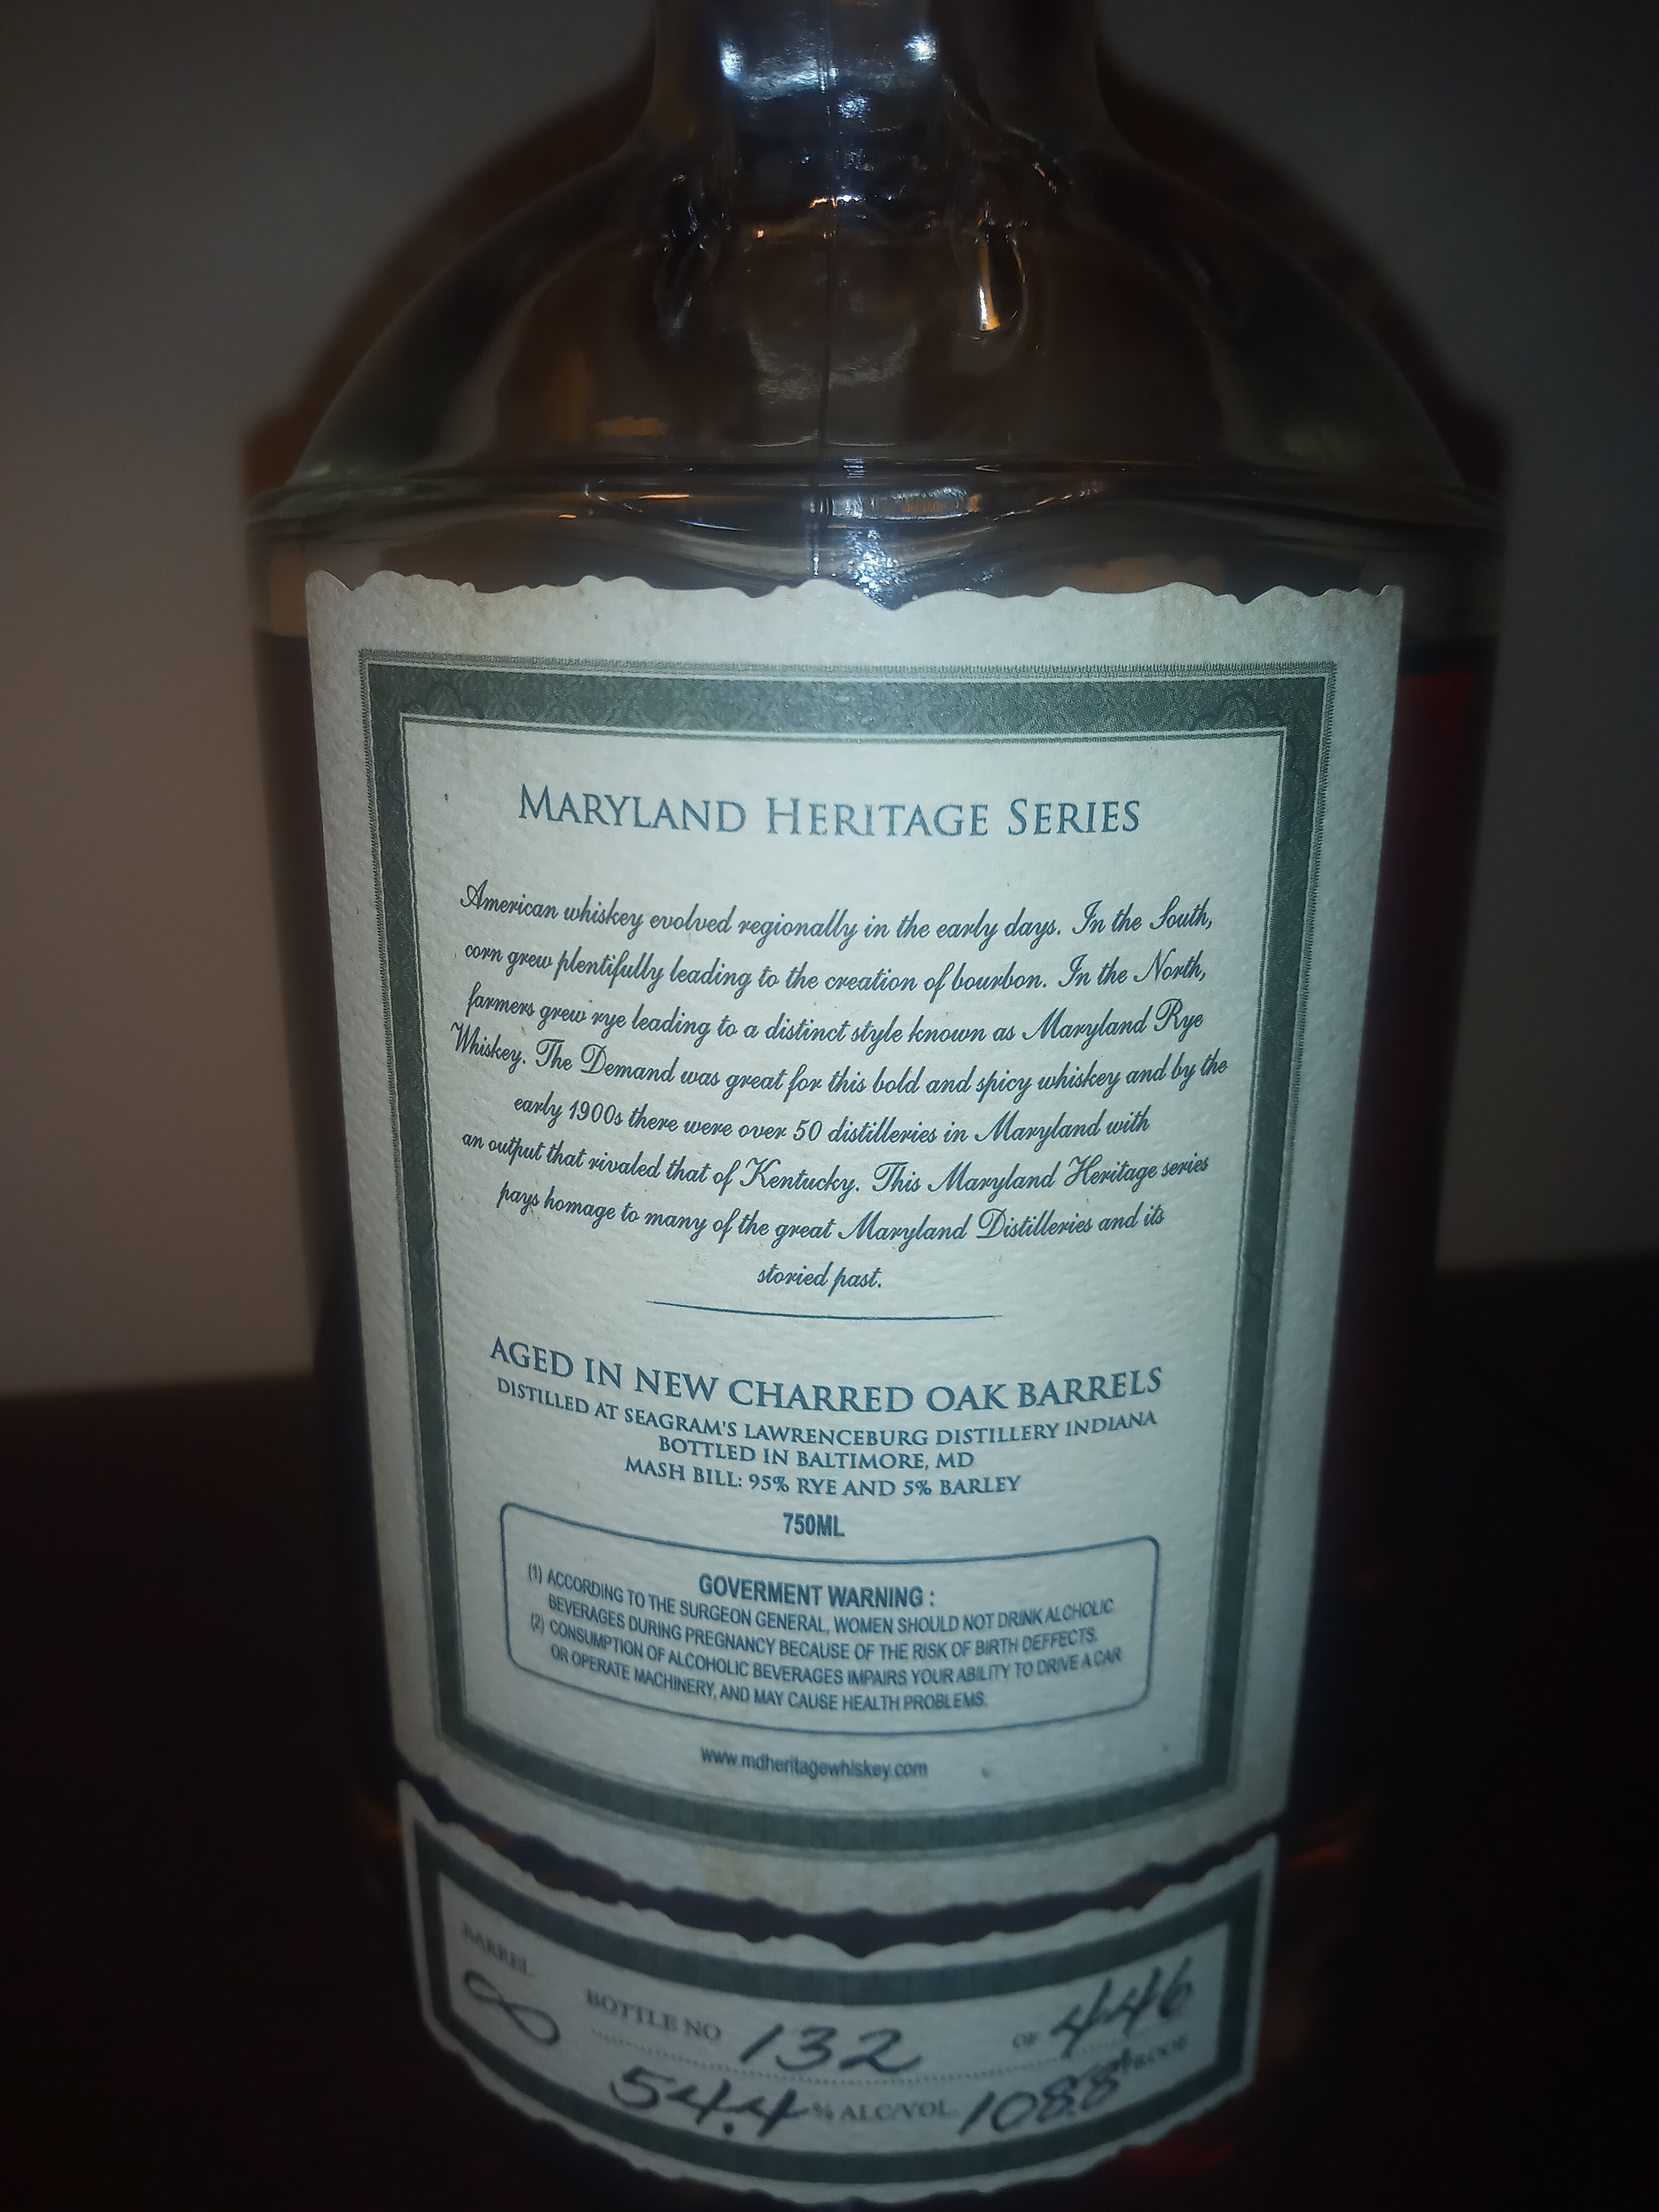 MARYLAND HERITAGE SERIES
American whiskey evolved regionally in the early days. In the South,
corn grew plentifully leading to the creation of bourbon. In the North,
farmers grew rye leading to a distinct style known as Maryland Rye
Whiskey. The Demand was great for this bold and spicy whiskey and by the
early 1900s there were over 50 distilleries in Maryland with
an output that rivaled that of Kentucky. This Maryland Heritage series
pays homage to many of the great Maryland Distilleries and its
storied past.
AGED IN NEW CHARRED OAK BARRELS
DISTILLED AT SEAGRAM'S LAWRENCEBURG DISTILLERY INDIANA
BOTTLED IN BALTIMORE, MD
MASH BILL: 95% RYE AND 5% BARLEY
750ML
GOVERMENT WARNING :
(1) ACCORDING TO THE SURGEON GENERAL, WOMEN SHOULD NOT DRINK ALCHOLIC
BEVERAGES DURING PREGNANCY BECAUSE OF THE RISK OF BIRTH DEFFECTS.
(2) CONSUMPTION OF ALCOHOLIC BEVERAGES IMPAIRS YOUR ABILITY TO DRIVE A CAR
OR OPERATE MACHINERY, AND MAY CAUSE HEALTH PROBLEMS.
www.mdheritagewhiskey.com
BARREL
8
BOTTLE NO 132 OF 446
54.4 % ALC/VOL 108.8 PROOF